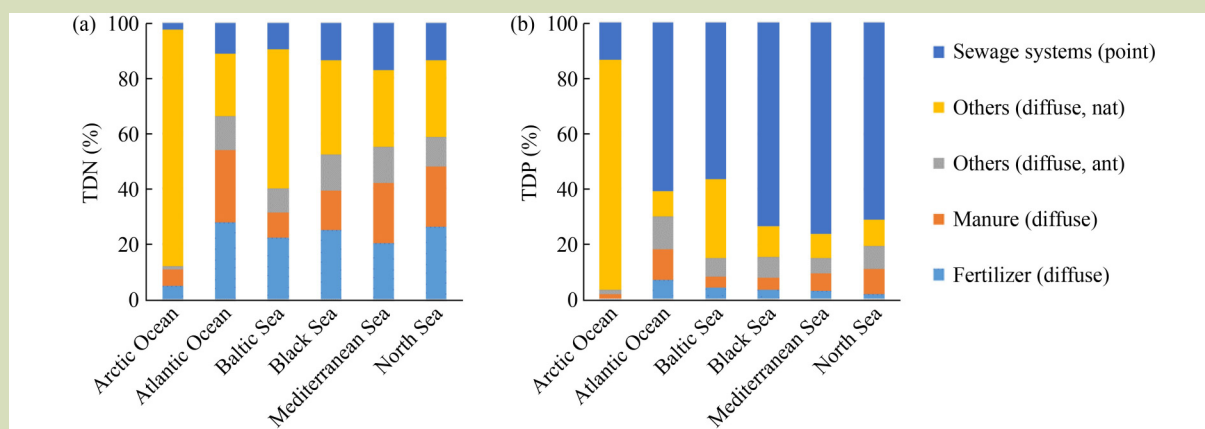 (a)
TDN (%)
100
80
60
40
20
0
Arctic Ocean
Atlantic Ocean
Baltic Sea
Black Sea
Mediterranean Sea
North Sea
(b)
TDP (%)
100
80
60
40
20
0
Arctic Ocean
Atlantic Ocean
Baltic Sea
Black Sea
Mediterranean Sea
North Sea
Sewage systems (point)
Others (diffuse, nat)
Others (diffuse, ant)
Manure (diffuse)
Fertilizer (diffuse)